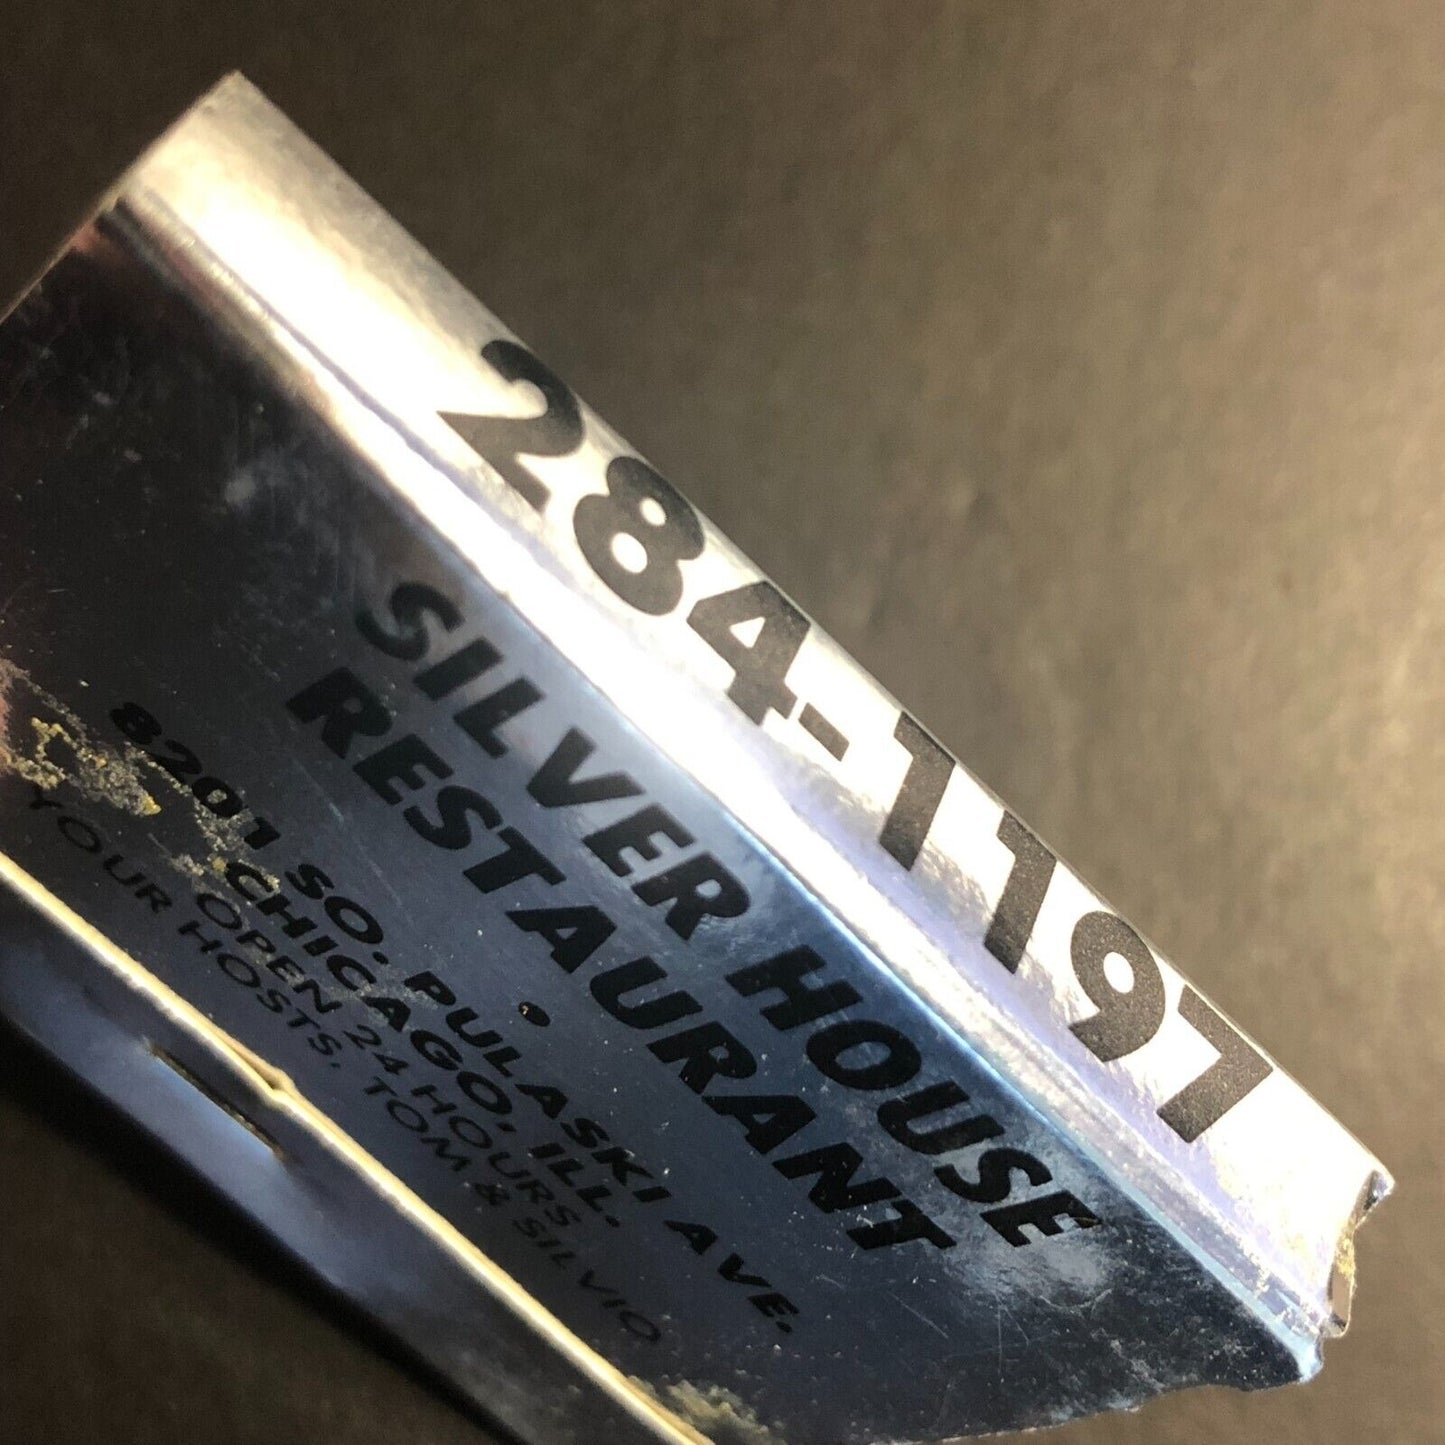 284-1197
SILVER HOUSE
RESTAURANT
•
8201 SO. PULASKI AVE.
CHICAGO, ILL.
OPEN 24 HOURS
YOUR HOSTS. TOM & SILVIO